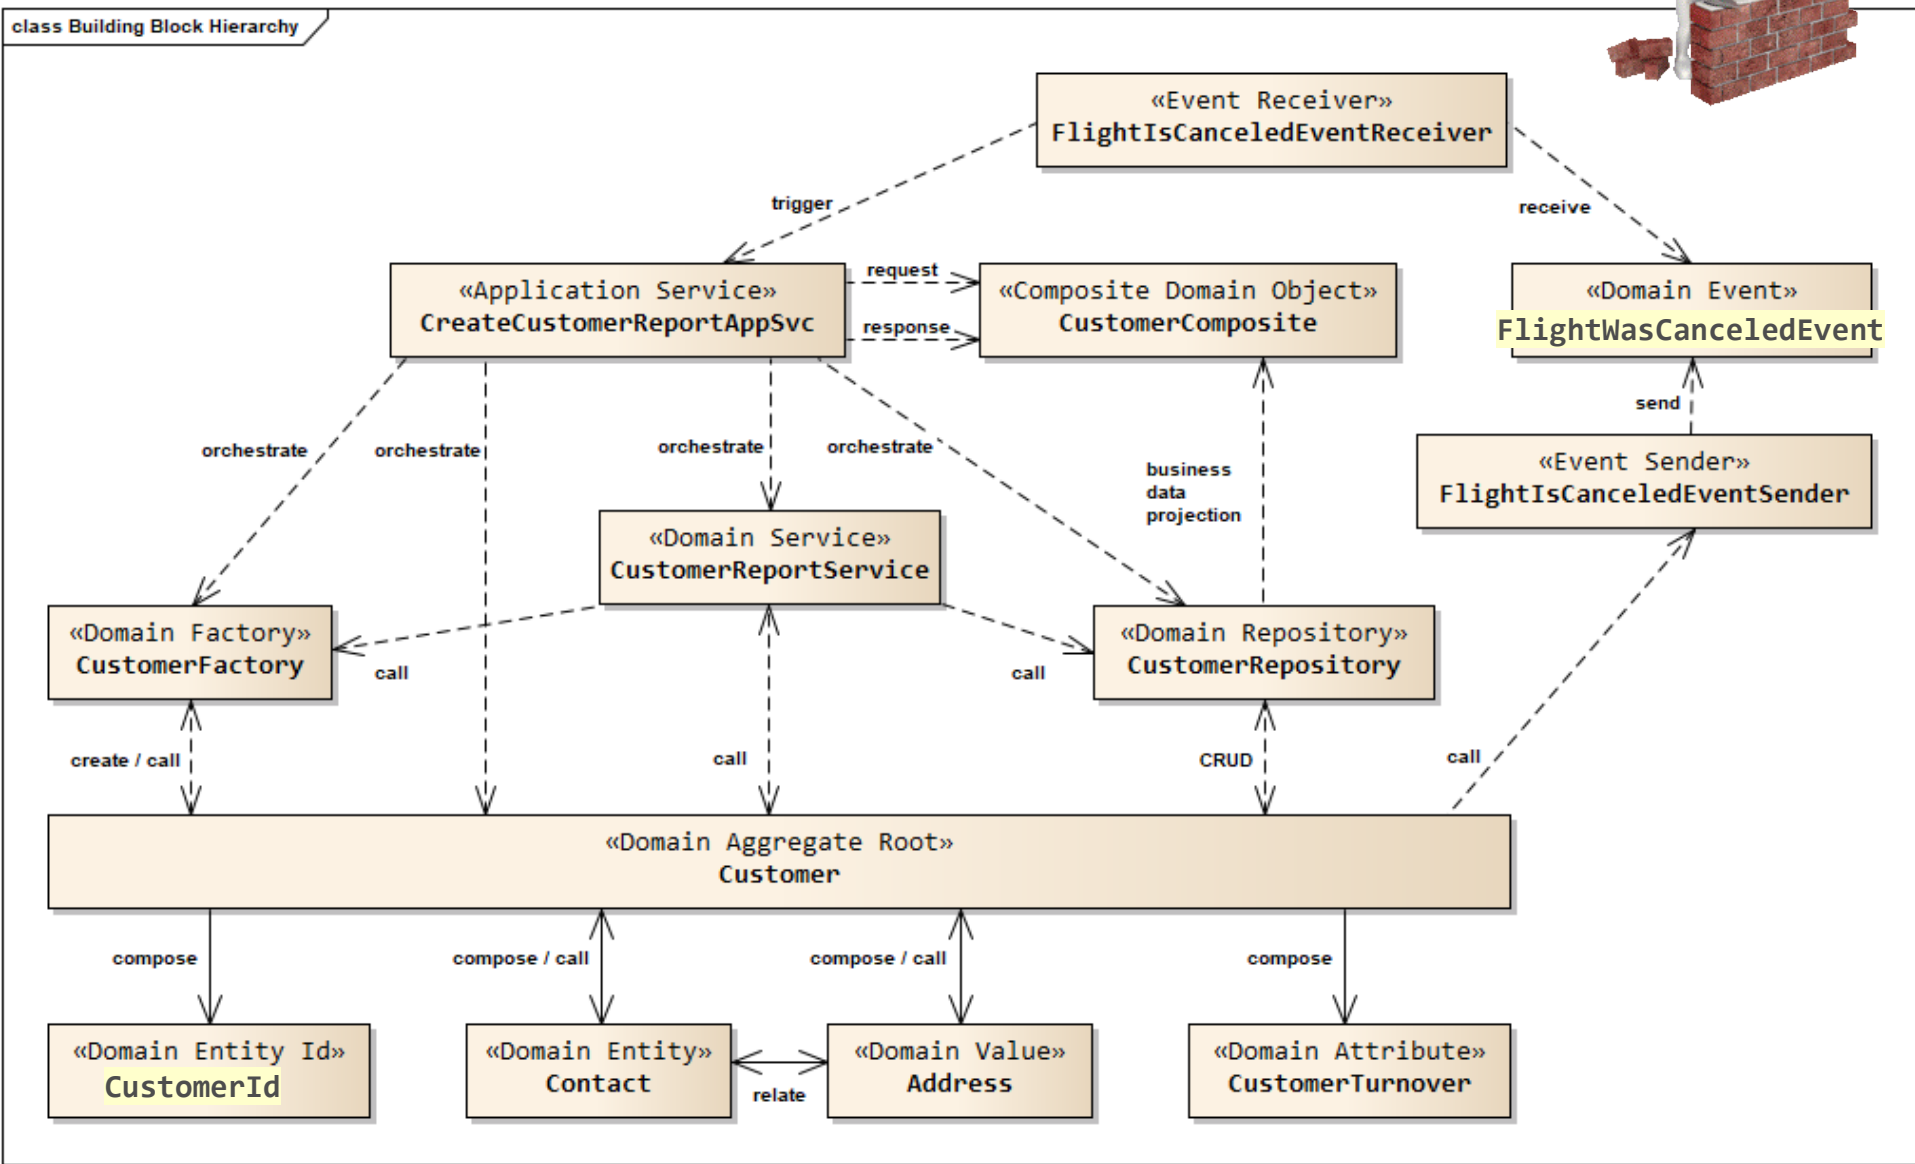 class Building Block Hierarchy
«Event Receiver»
FlightIsCanceledEventReceiver
trigger
receive
«Application Service»
CreateCustomerReportAppSvc
request
response
«Composite Domain Object»
CustomerComposite
«Domain Event»
FlightWasCanceledEvent
send
orchestrate
orchestrate
orchestrate
orchestrate
business
data
projection
«Event Sender»
FlightIsCanceledEventSender
«Domain Service»
CustomerReportService
«Domain Factory»
CustomerFactory
call
call
«Domain Repository»
CustomerRepository
create / call
call
CRUD
call
«Domain Aggregate Root»
Customer
compose
compose / call
compose / call
compose
«Domain Entity Id»
CustomerId
«Domain Entity»
Contact
relate
«Domain Value»
Address
«Domain Attribute»
CustomerTurnover